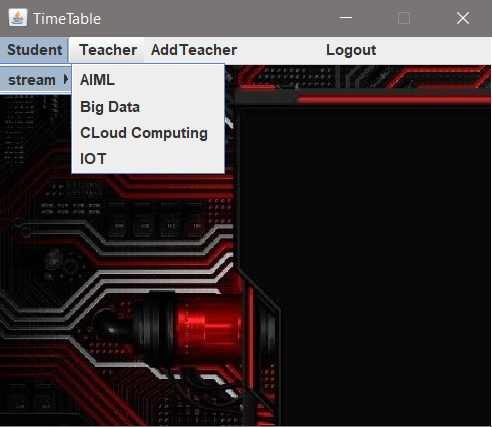 TimeTable
Student Teacher AddTeacher Logout
stream
AIML
Big Data
CLoud Computing
IOT